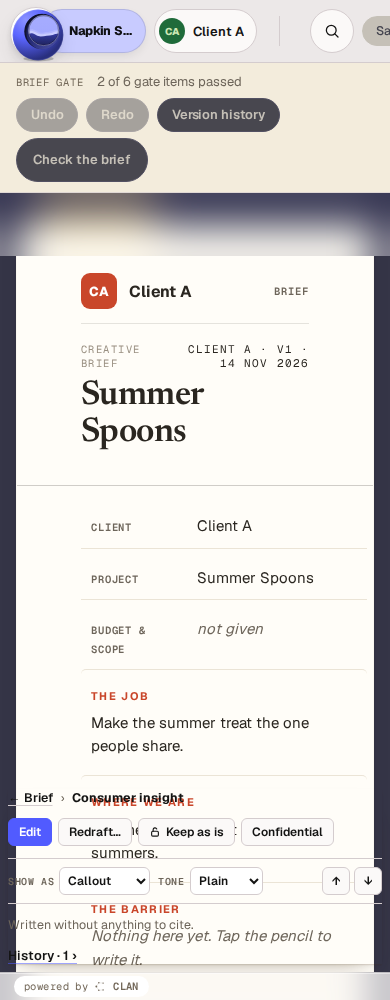 Napkin S...
CA
Client A
Sa
BRIEF GATE 2 of 6 gate items passed
Undo
Redo
Version history
Check the brief
CA
Client A
BRIEF
CREATIVE BRIEF
CLIENT A · V1 · 14 NOV 2026
Summer
Spoons
CLIENT
Client A
PROJECT
Summer Spoons
BUDGET & SCOPE
not given
THE JOB
Make the summer treat the one
people share.
← Brief › Consumer insight
WHERE WE ARE
Edit
Redraft...
Keep as is
Confidential
summers.
SHOW AS
Callout
TONE
Plain
↑
↓
THE BARRIER
Written without anything to cite.
Nothing here yet. Tap the pencil to
write it.
History · 1 ›
powered by CLAN